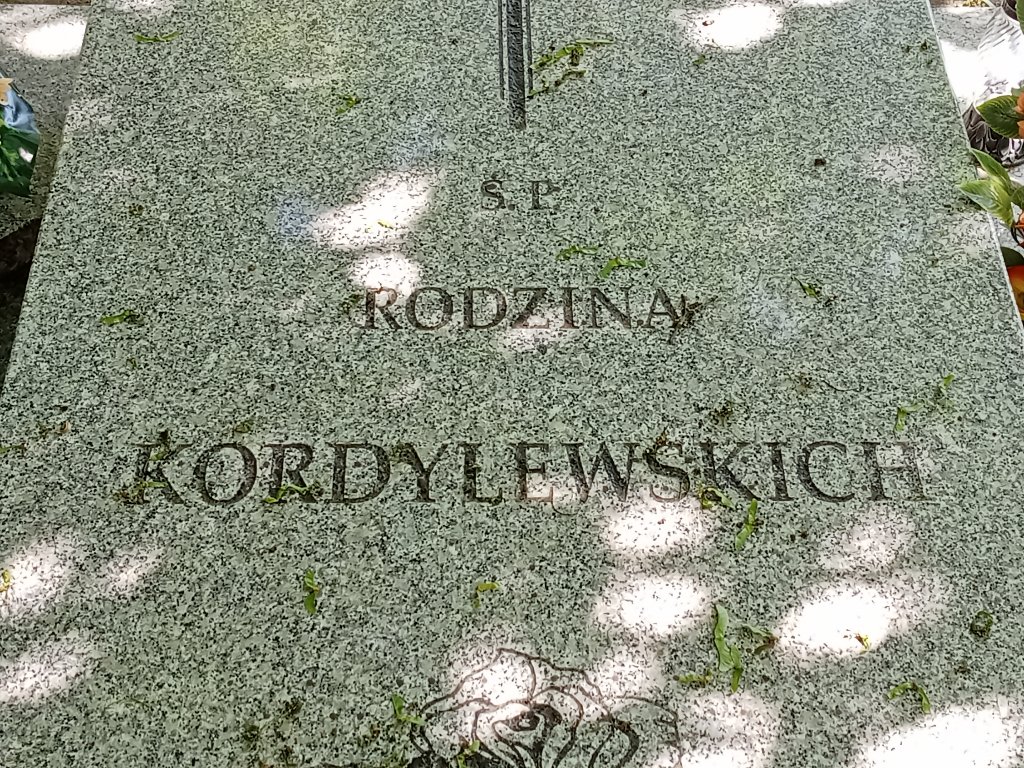 Ś. P.
RODZINA
KORDYLEWSKICH